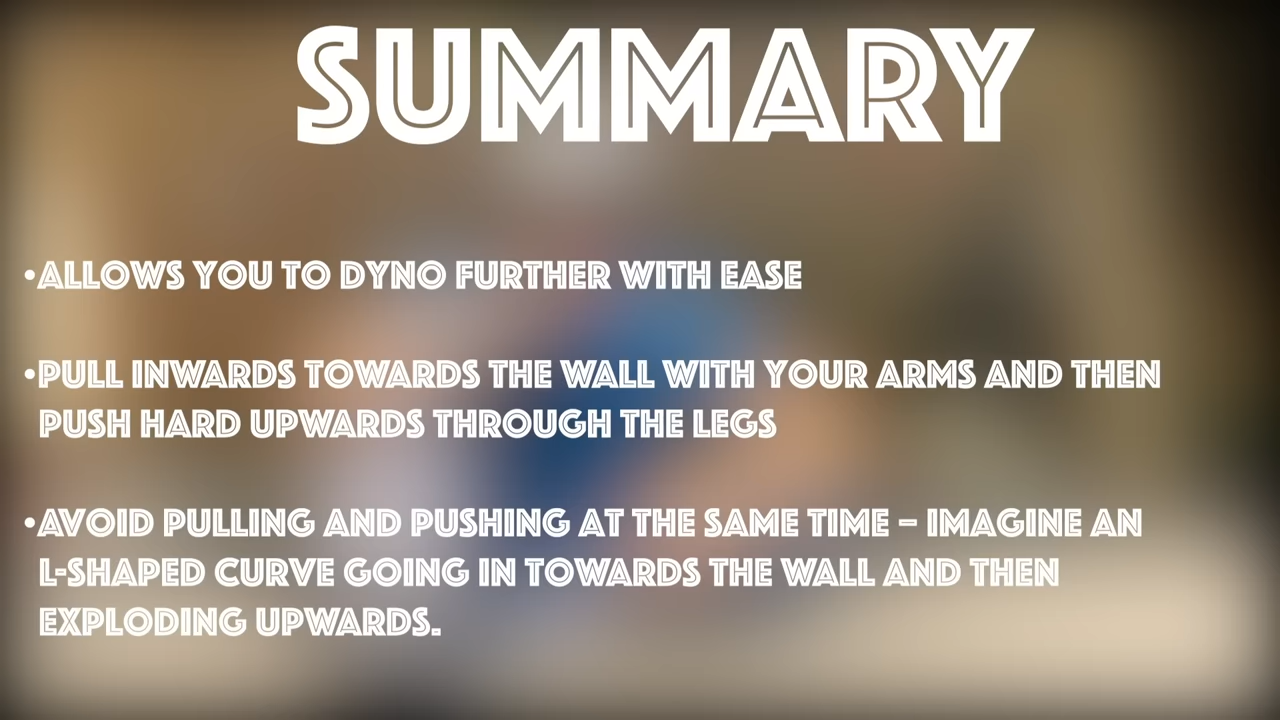 SUMMARY
•ALLOWS YOU TO DYNO FURTHER WITH EASE
•PULL INWARDS TOWARDS THE WALL WITH YOUR ARMS AND THEN
PUSH HARD UPWARDS THROUGH THE LEGS
•AVOID PULLING AND PUSHING AT THE SAME TIME – IMAGINE AN
L-SHAPED CURVE GOING IN TOWARDS THE WALL AND THEN
EXPLODING UPWARDS.